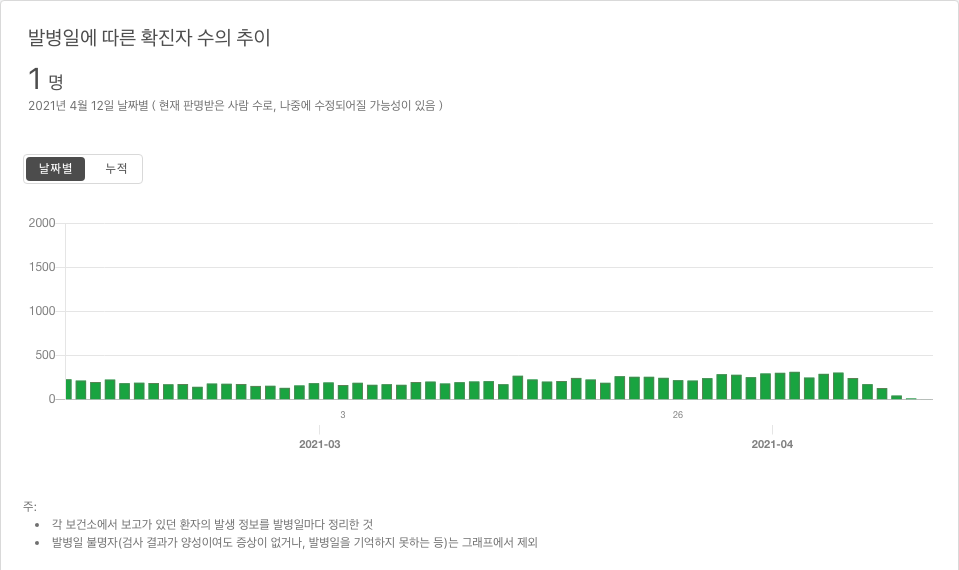 발병일에 따른 확진자 수의 추이
1 명
2021년 4월 12일 날짜별 ( 현재 판명받은 사람 수로, 나중에 수정되어질 가능성이 있음 )
날짜별 누적
2000
1500
1000
500
0
3 26
2021-03 2021-04
주:
• 각 보건소에서 보고가 있던 환자의 발생 정보를 발병일마다 정리한 것
• 발병일 불명자(검사 결과가 양성이여도 증상이 없거나, 발병일을 기억하지 못하는 등)는 그래프에서 제외